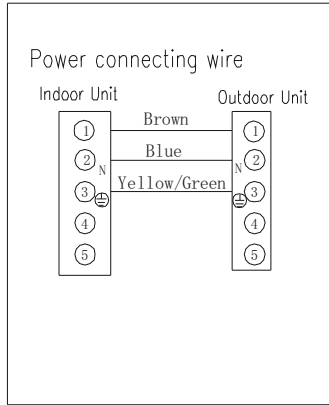 Power connecting wire
Indoor Unit Outdoor Unit
1 Brown 1
2 N Blue N 2
3 Yellow/Green 3
4 4
5 5